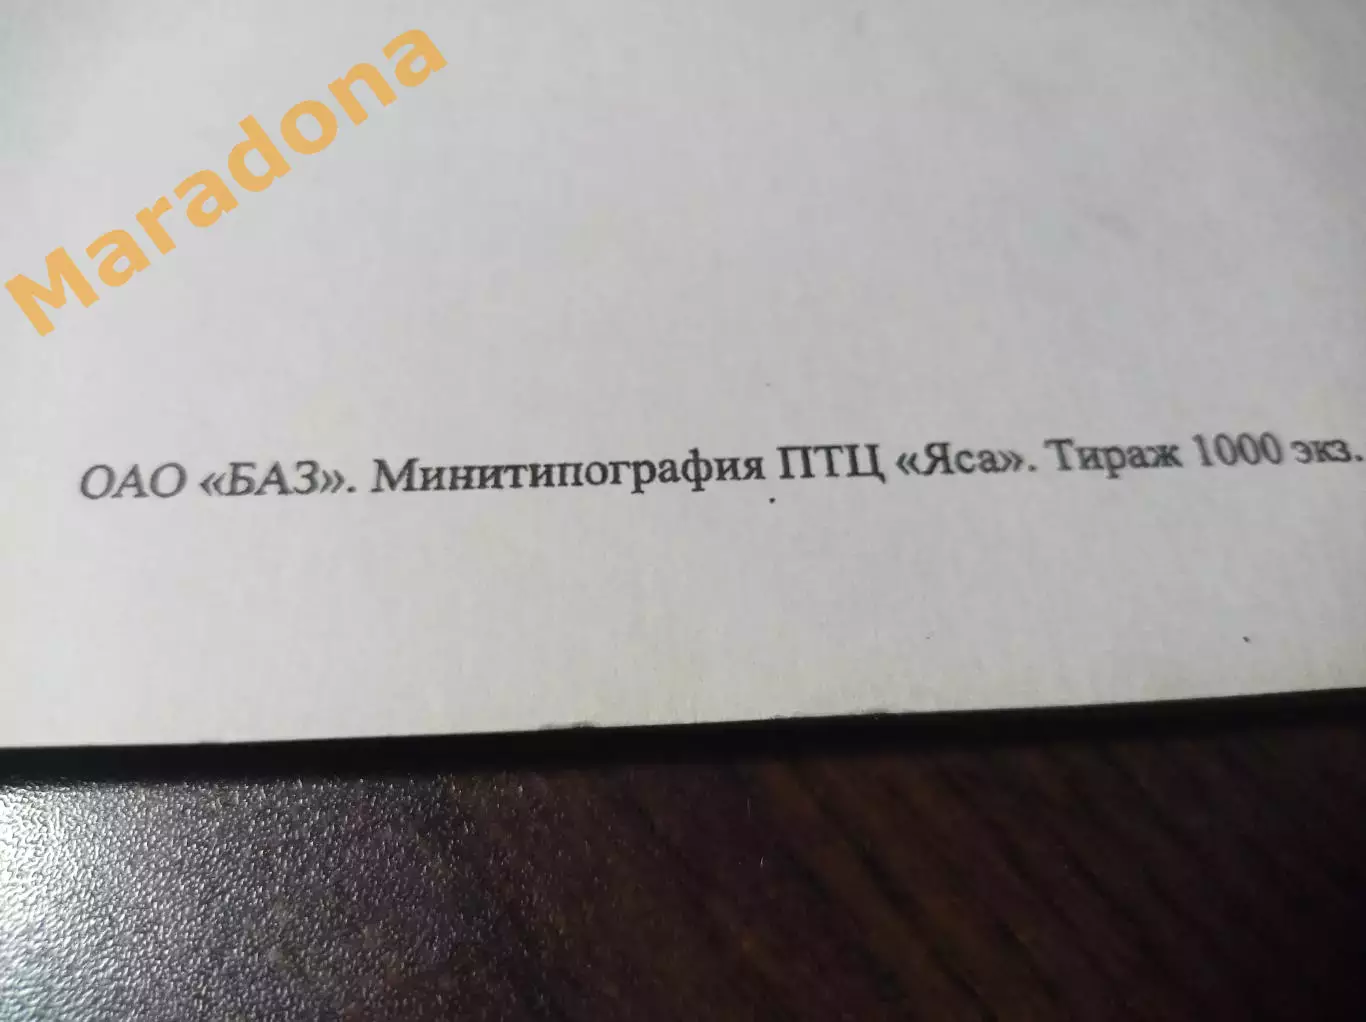 Maradona
ОАО «БАЗ». Минитипография ПТЦ «Яса». Тираж 1000 экз.